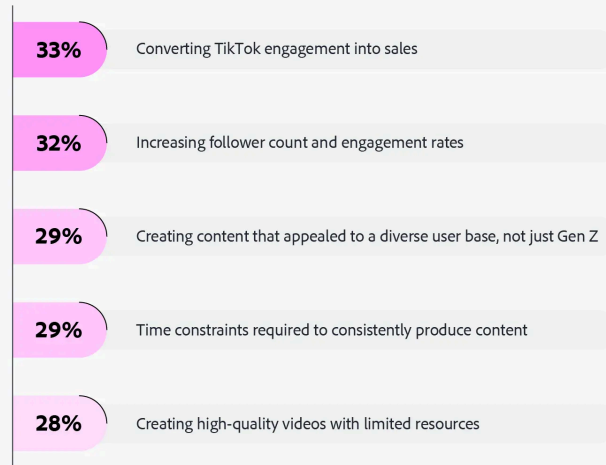 33% Converting TikTok engagement into sales
32% Increasing follower count and engagement rates
29% Creating content that appealed to a diverse user base, not just Gen Z
29% Time constraints required to consistently produce content
28% Creating high-quality videos with limited resources